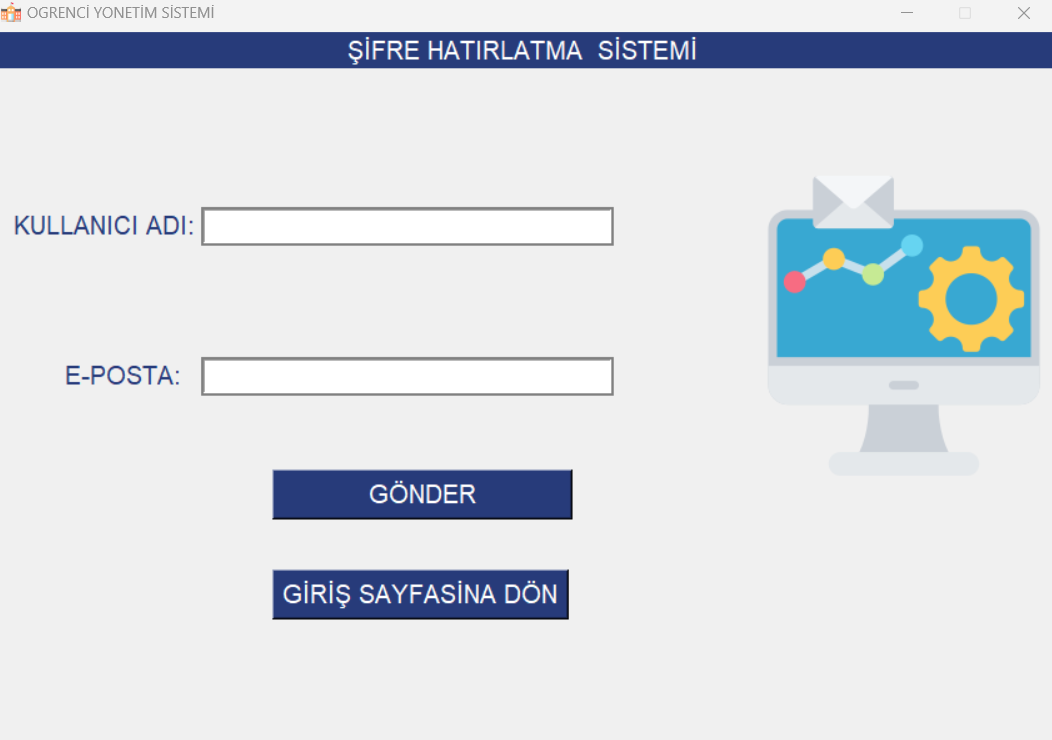 OGRENCİ YONETİM SİSTEMİ
ŞİFRE HATIRLATMA  SİSTEMİ
KULLANICI ADI:
E-POSTA:
GÖNDER
GİRİŞ SAYFASİNA DÖN